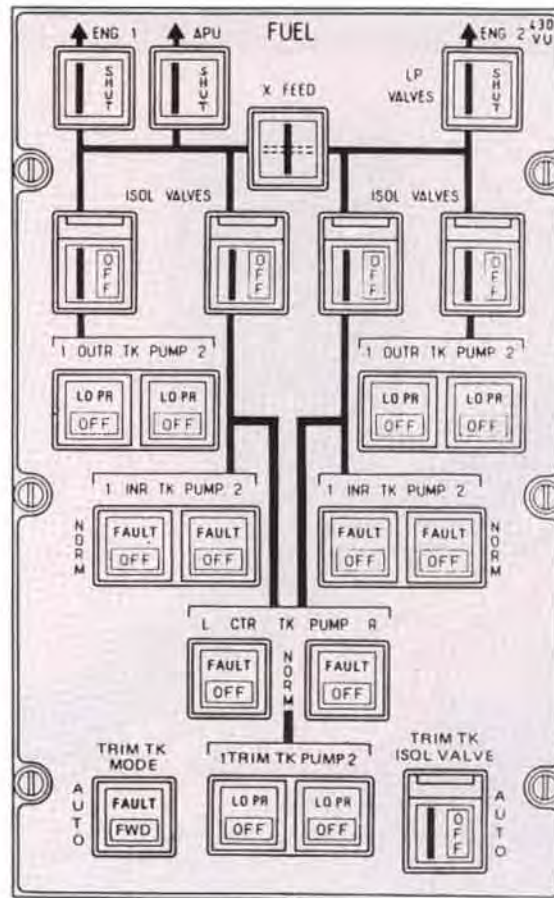 ENG 1 APU FUEL ENG 2 430 VU
SHUT SHUT LP VALVES SHUT
X FEED
ISOL VALVES ISOL VALVES
OFF OFF OFF OFF
1 OUTR TK PUMP 2 1 OUTR TK PUMP 2
LO PR LO PR LO PR LO PR
OFF OFF OFF OFF
1 INR TK PUMP 2 1 INR TK PUMP 2
NORM FAULT FAULT FAULT FAULT NORM
OFF OFF OFF OFF
L CTR TK PUMP R
FAULT NORM FAULT
OFF OFF
TRIM TK MODE 1 TRIM TK PUMP 2 TRIM TK ISOL VALVE
AUTO FAULT LO PR LO PR OFF AUTO
FWD OFF OFF